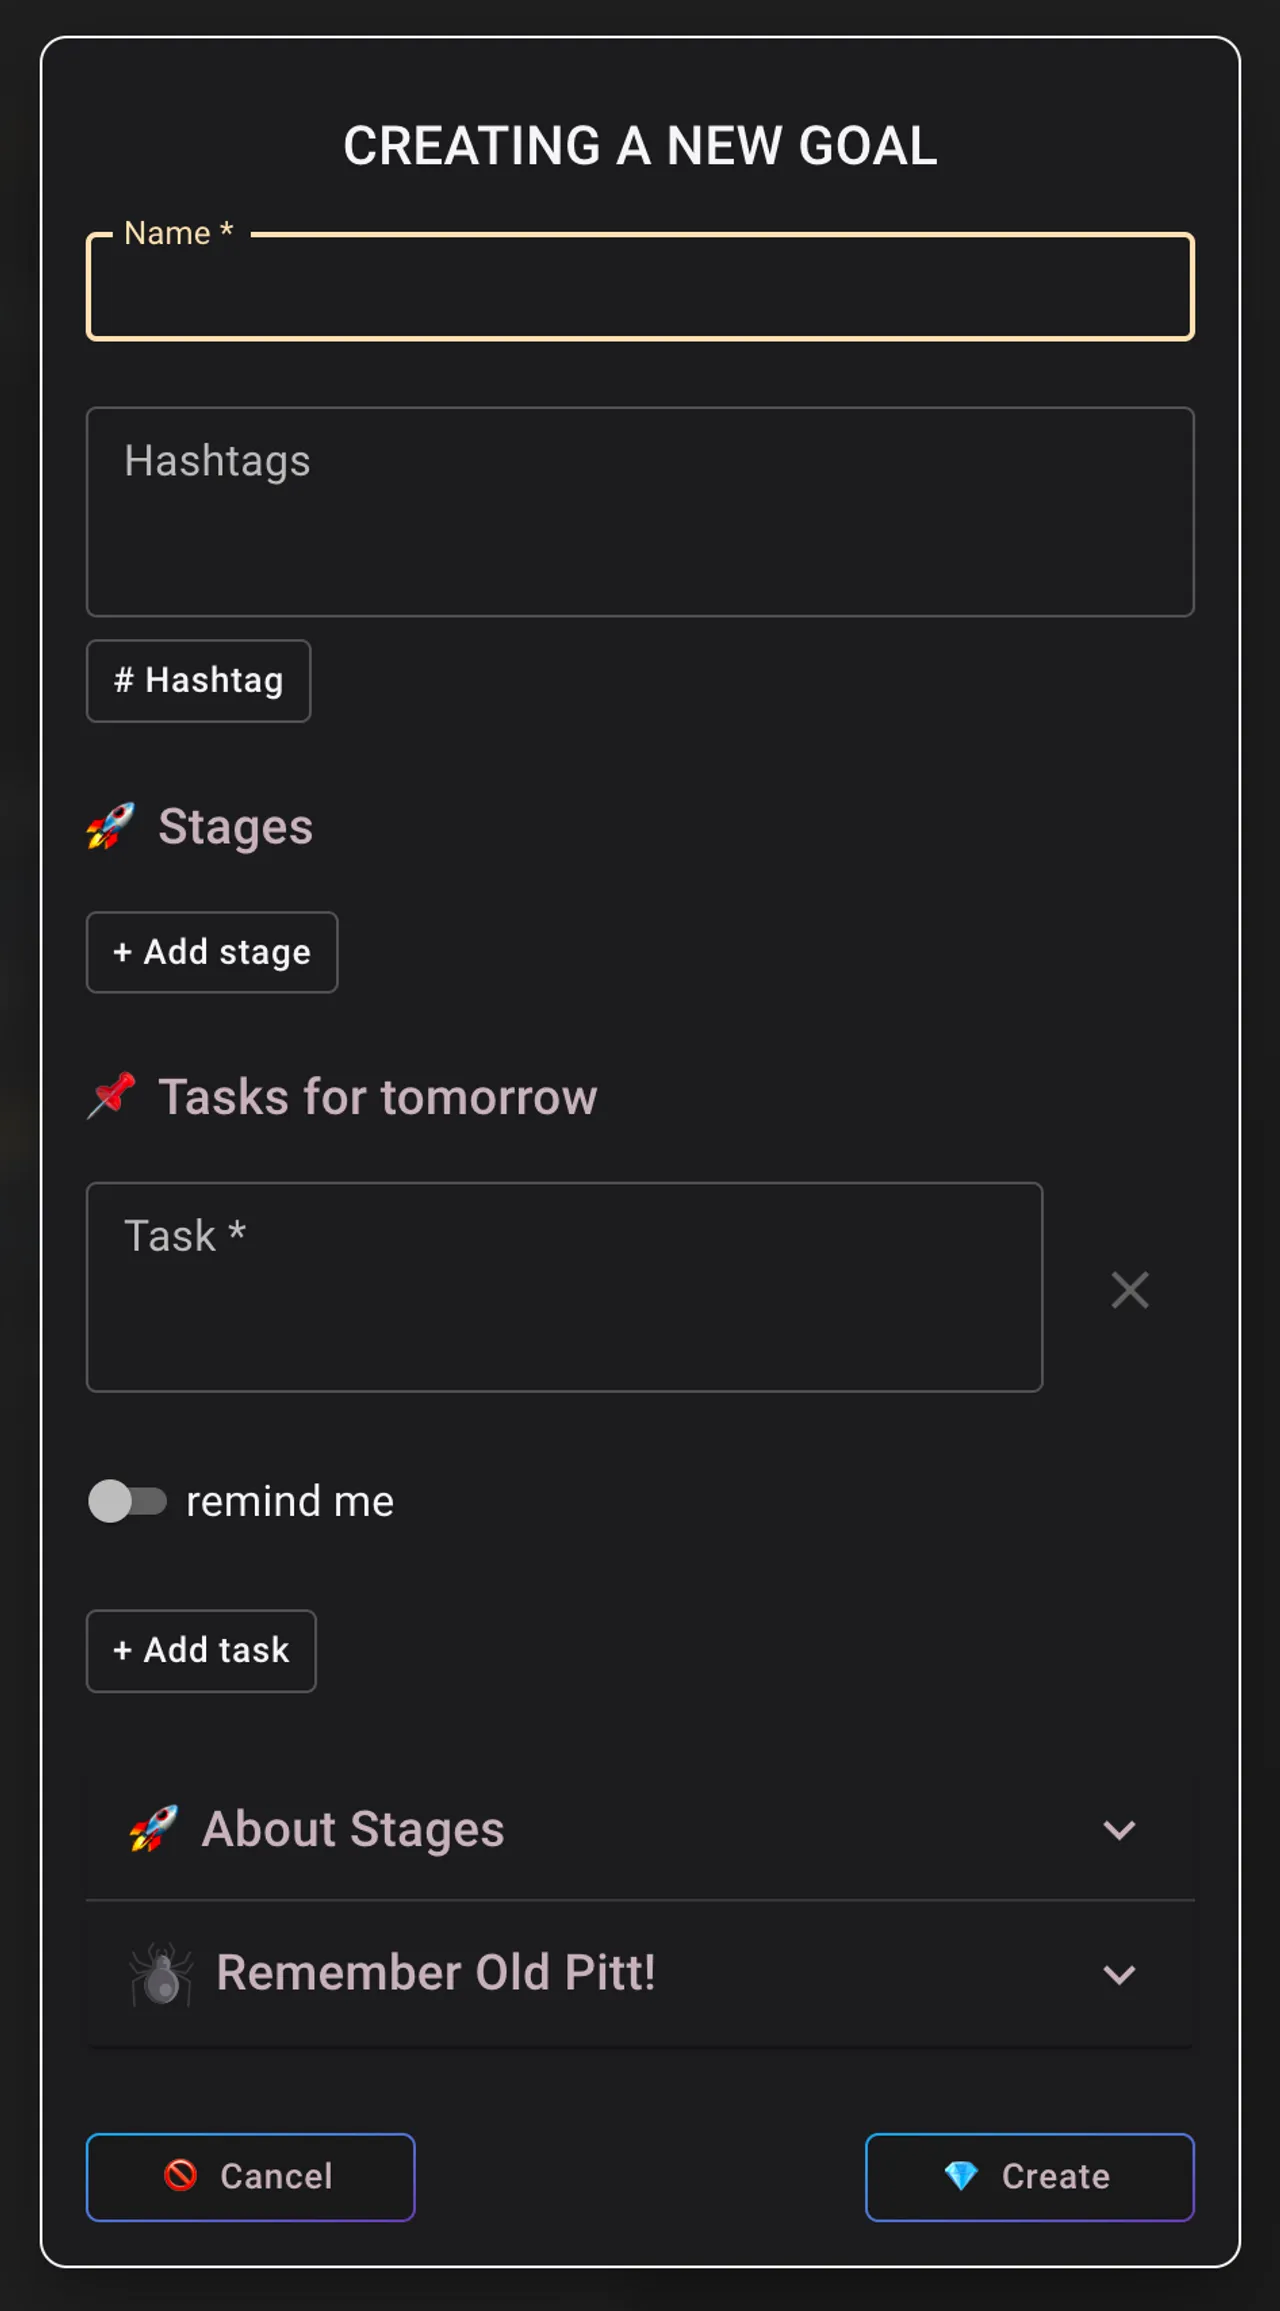 CREATING A NEW GOAL
Name *
Hashtags
# Hashtag
🚀 Stages
+ Add stage
📌 Tasks for tomorrow
Task *
remind me
+ Add task
🚀 About Stages
🕷 Remember Old Pitt!
🚫 Cancel
💎 Create